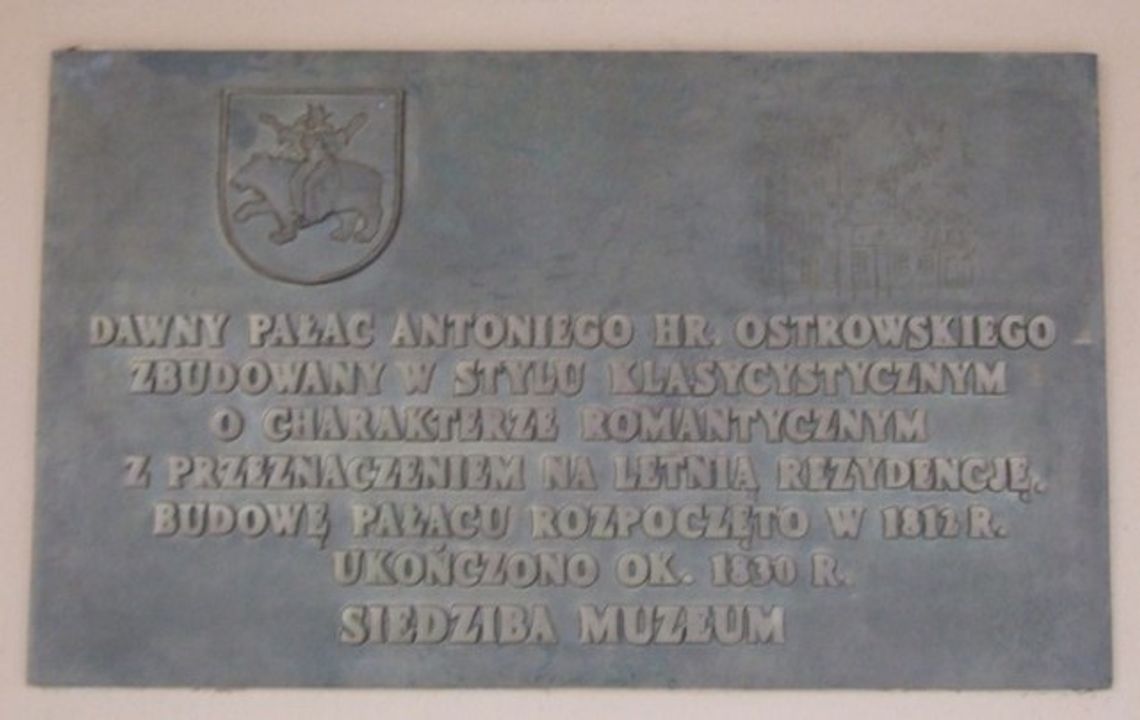 DAWNY PAŁAC ANTONIEGO HR. OSTROWSKIEGO
ZBUDOWANY W STYLU KLASYCYSTYCZNYM
O CHARAKTERZE ROMANTYCZNYM
Z PRZEZNACZENIEM NA LETNIĄ REZYDENCJĘ.
BUDOWĘ PAŁACU ROZPOCZĘTO W 1812 R.
UKOŃCZONO OK. 1830 R.
SIEDZIBA MUZEUM